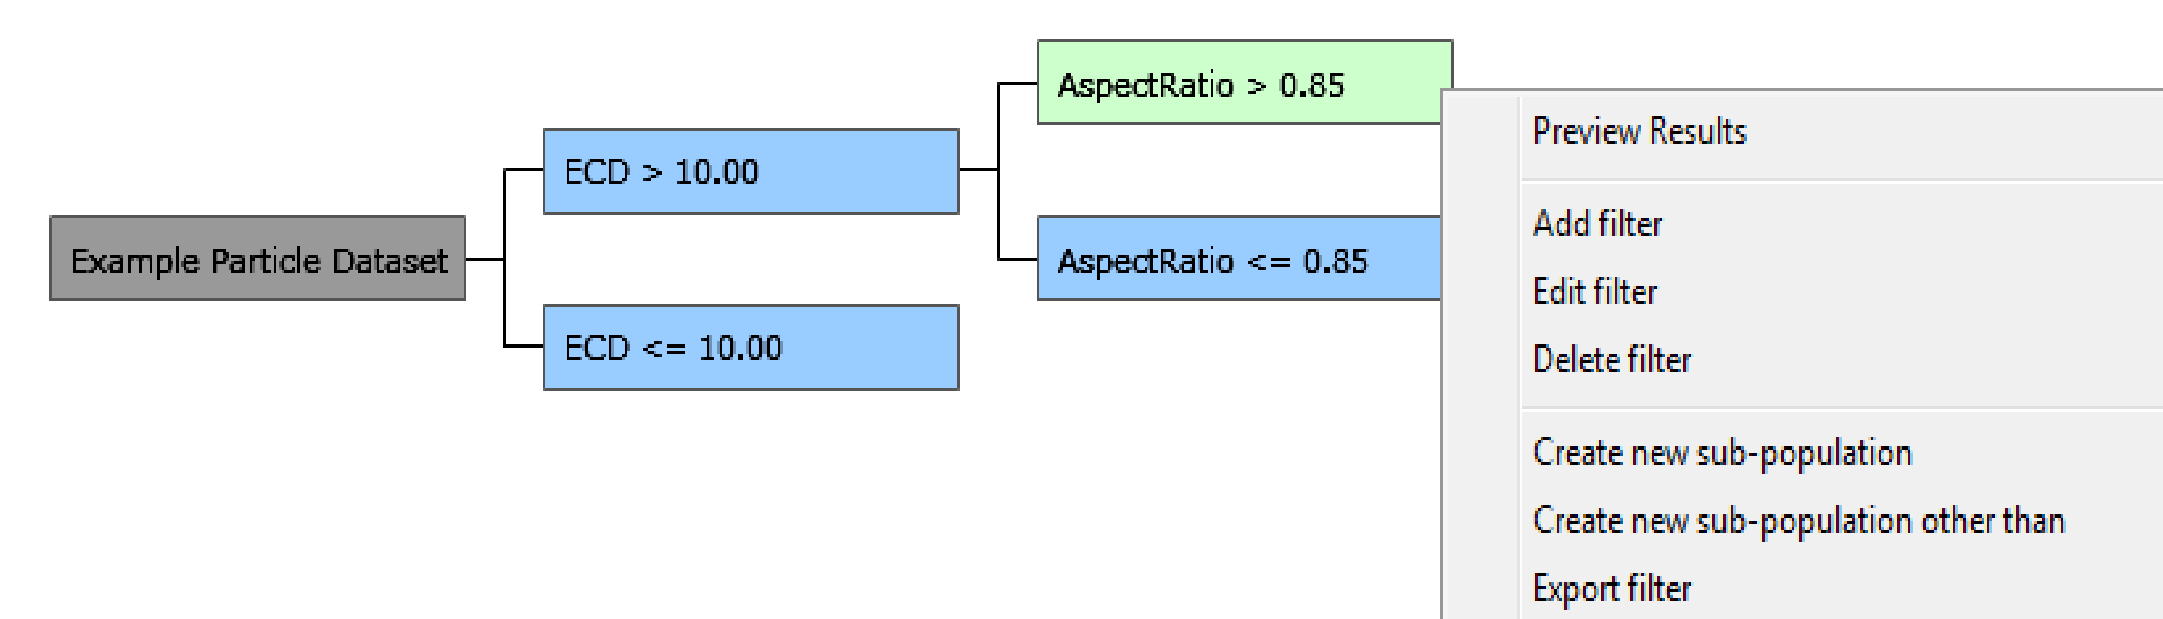 AspectRatio > 0.85
ECD > 10.00
Example Particle Dataset
AspectRatio <= 0.85
ECD <= 10.00
Preview Results
Add filter
Edit filter
Delete filter
Create new sub-population
Create new sub-population other than
Export filter